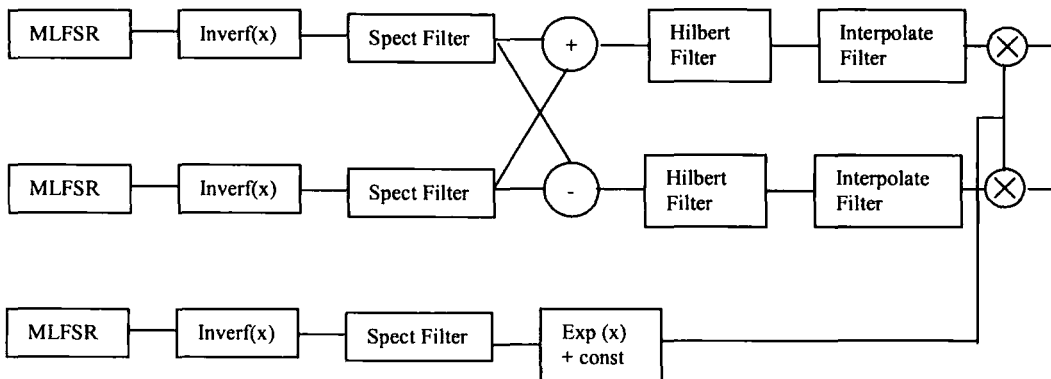 MLFSR
Inverf(x)
Spect Filter
+
Hilbert
Filter
Interpolate
Filter
MLFSR
Inverf(x)
Spect Filter
-
Hilbert
Filter
Interpolate
Filter
MLFSR
Inverf(x)
Spect Filter
Exp (x)
+ const